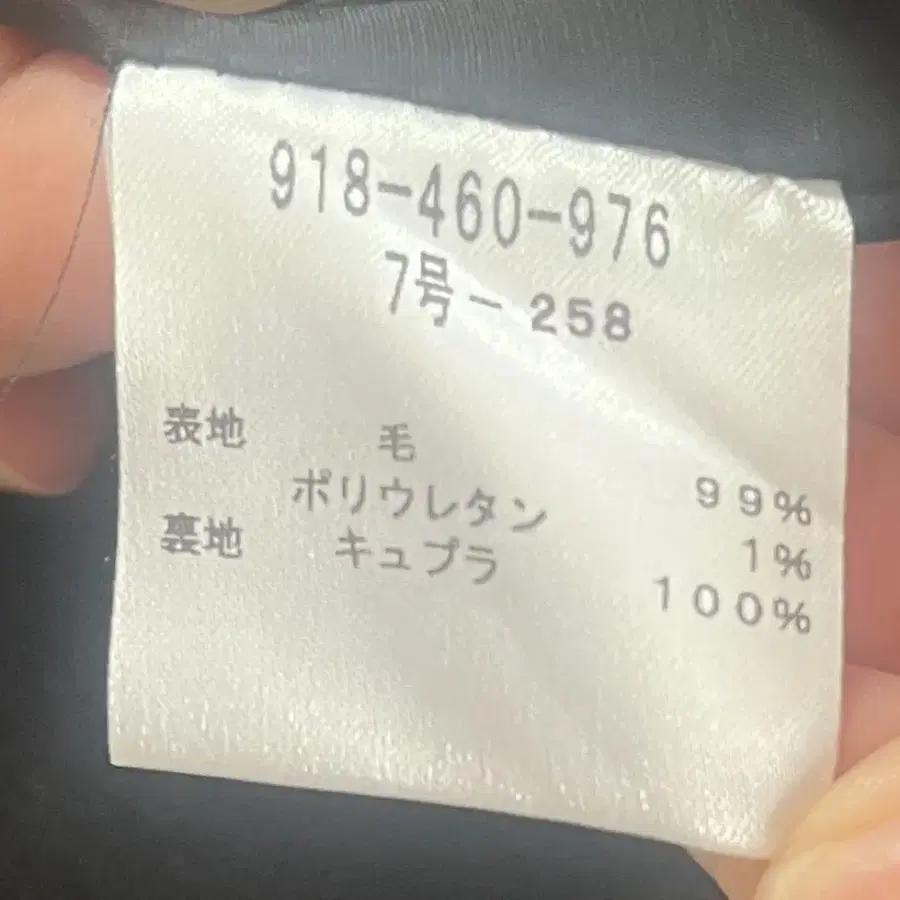 918-460-976
7号-258
表地 毛 99%
ポリウレタン 1%
裏地 キュプラ 100%